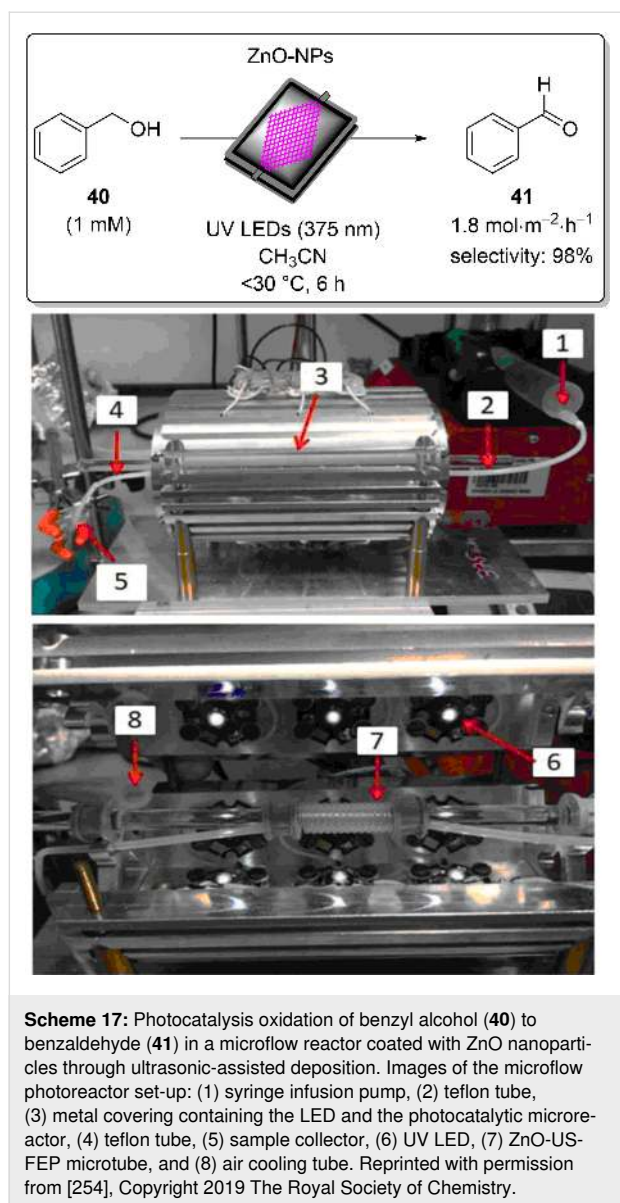 ZnO-NPs
OH
H
O
40
(1 mM)
UV LEDs (375 nm)
CH₃CN
<30 °C, 6 h
41
1.8 mol·m⁻²·h⁻¹
selectivity: 98%
1
2
3
4
5
8
7
6
Scheme 17: Photocatalysis oxidation of benzyl alcohol (40) to
benzaldehyde (41) in a microflow reactor coated with ZnO nanoparti-
cles through ultrasonic-assisted deposition. Images of the microflow
photoreactor set-up: (1) syringe infusion pump, (2) teflon tube,
(3) metal covering containing the LED and the photocatalytic microre-
actor, (4) teflon tube, (5) sample collector, (6) UV LED, (7) ZnO-US-
FEP microtube, and (8) air cooling tube. Reprinted with permission
from [254], Copyright 2019 The Royal Society of Chemistry.